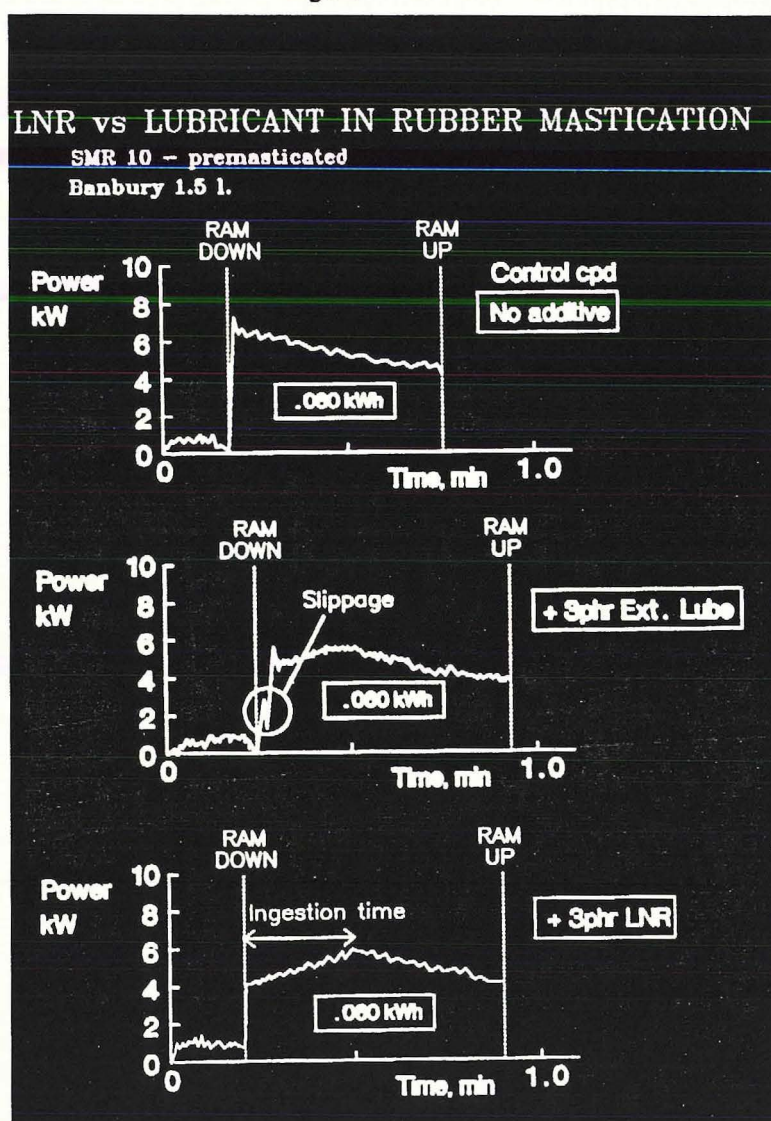 LNR vs LUBRICANT IN RUBBER MASTICATION
SMR 10 - premasticated
Banbury 1.5 l.
RAM DOWN
RAM UP
Power kW
10
8
6
4
2
0
Control cpd
No additive
.060 kWh
0
Time, min
1.0
RAM DOWN
RAM UP
Power kW
10
8
6
4
2
0
Slippage
+ 3phr Ext. Lube
.060 kWh
0
Time, min
1.0
RAM DOWN
RAM UP
Power kW
10
8
6
4
2
0
Ingestion time
+ 3phr LNR
.060 kWh
0
Time, min
1.0